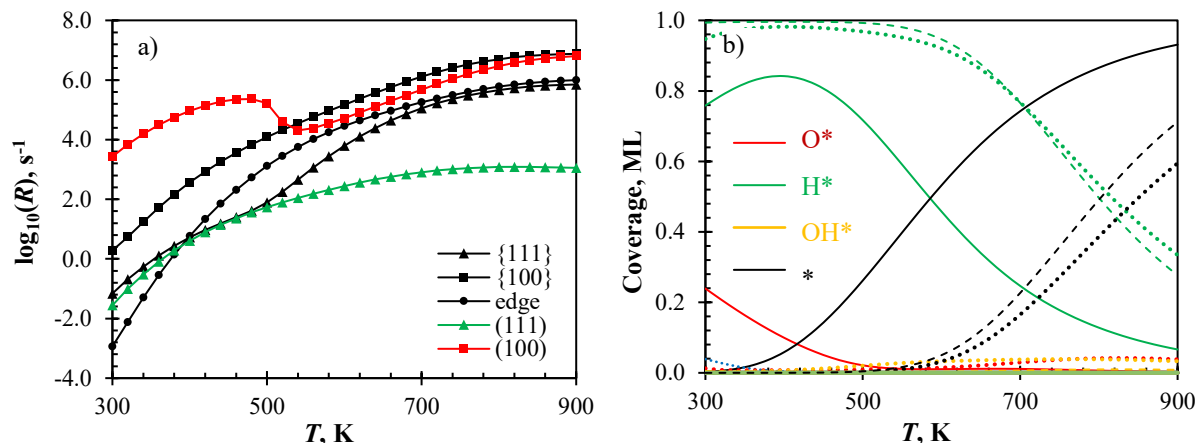 a)
log₁₀(R), s⁻¹
8.0
6.0
4.0
2.0
0.0
-2.0
-4.0
300
500
700
900
T, K
{111}
{100}
edge
(111)
(100)
b)
Coverage, ML
1.0
0.8
0.6
0.4
0.2
0.0
300
500
700
900
T, K
O*
H*
OH*
*